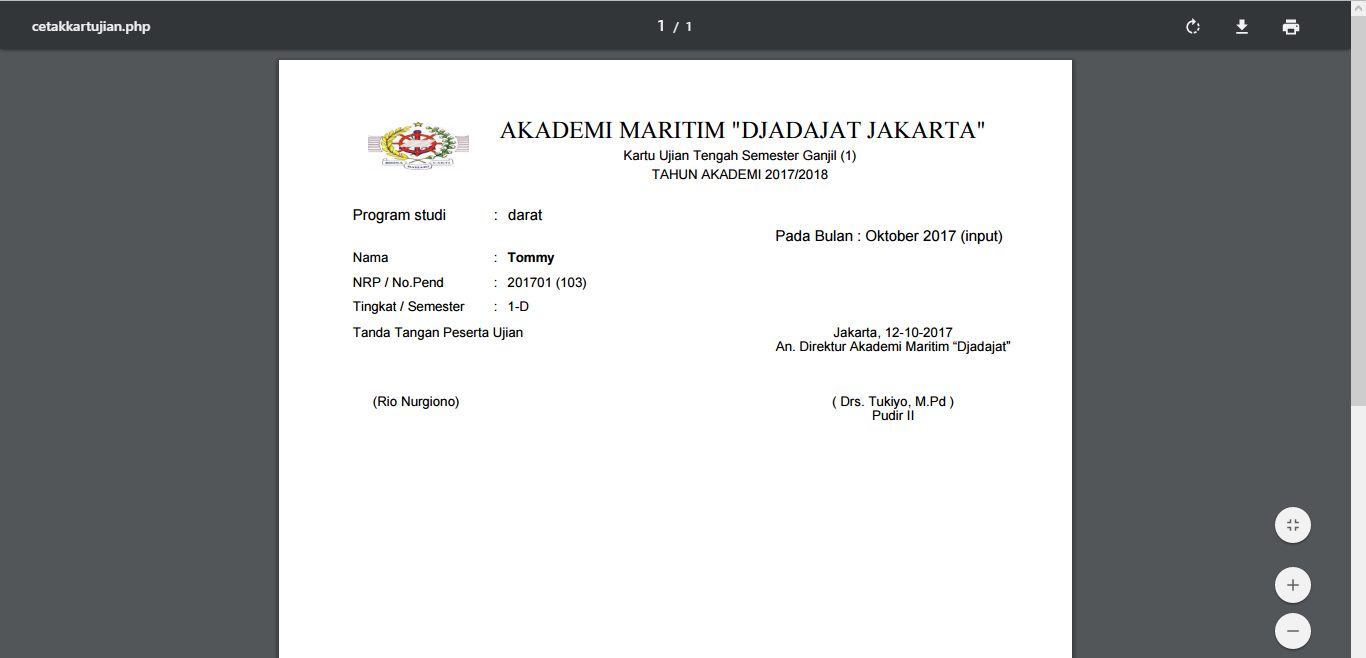 cetakkartujian.php
1 / 1
AKADEMI MARITIM "DJADAJAT JAKARTA"
Kartu Ujian Tengah Semester Ganjil (1)
TAHUN AKADEMI 2017/2018
Program studi : darat
Pada Bulan : Oktober 2017 (input)
Nama : Tommy
NRP / No.Pend : 201701 (103)
Tingkat / Semester : 1-D
Tanda Tangan Peserta Ujian
Jakarta, 12-10-2017
An. Direktur Akademi Maritim “Djadajat”
(Rio Nurgiono)
( Drs. Tukiyo, M.Pd )
Pudir II